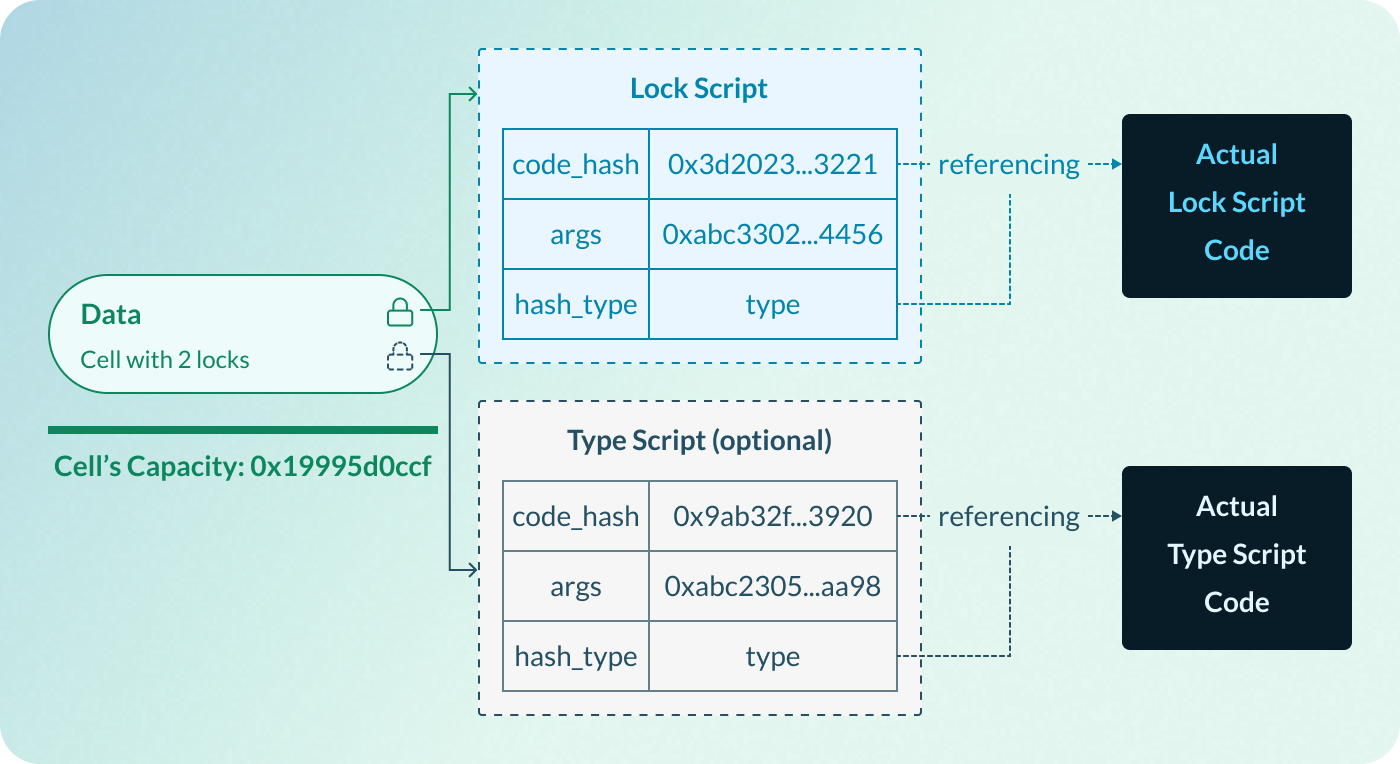 Data
Cell with 2 locks
Cell’s Capacity: 0x19995d0ccf
Lock Script
code_hash 0x3d2023...3221
args 0xabc3302...4456
hash_type type
referencing
Actual
Lock Script
Code
Type Script (optional)
code_hash 0x9ab32f...3920
args 0xabc2305...aa98
hash_type type
referencing
Actual
Type Script
Code